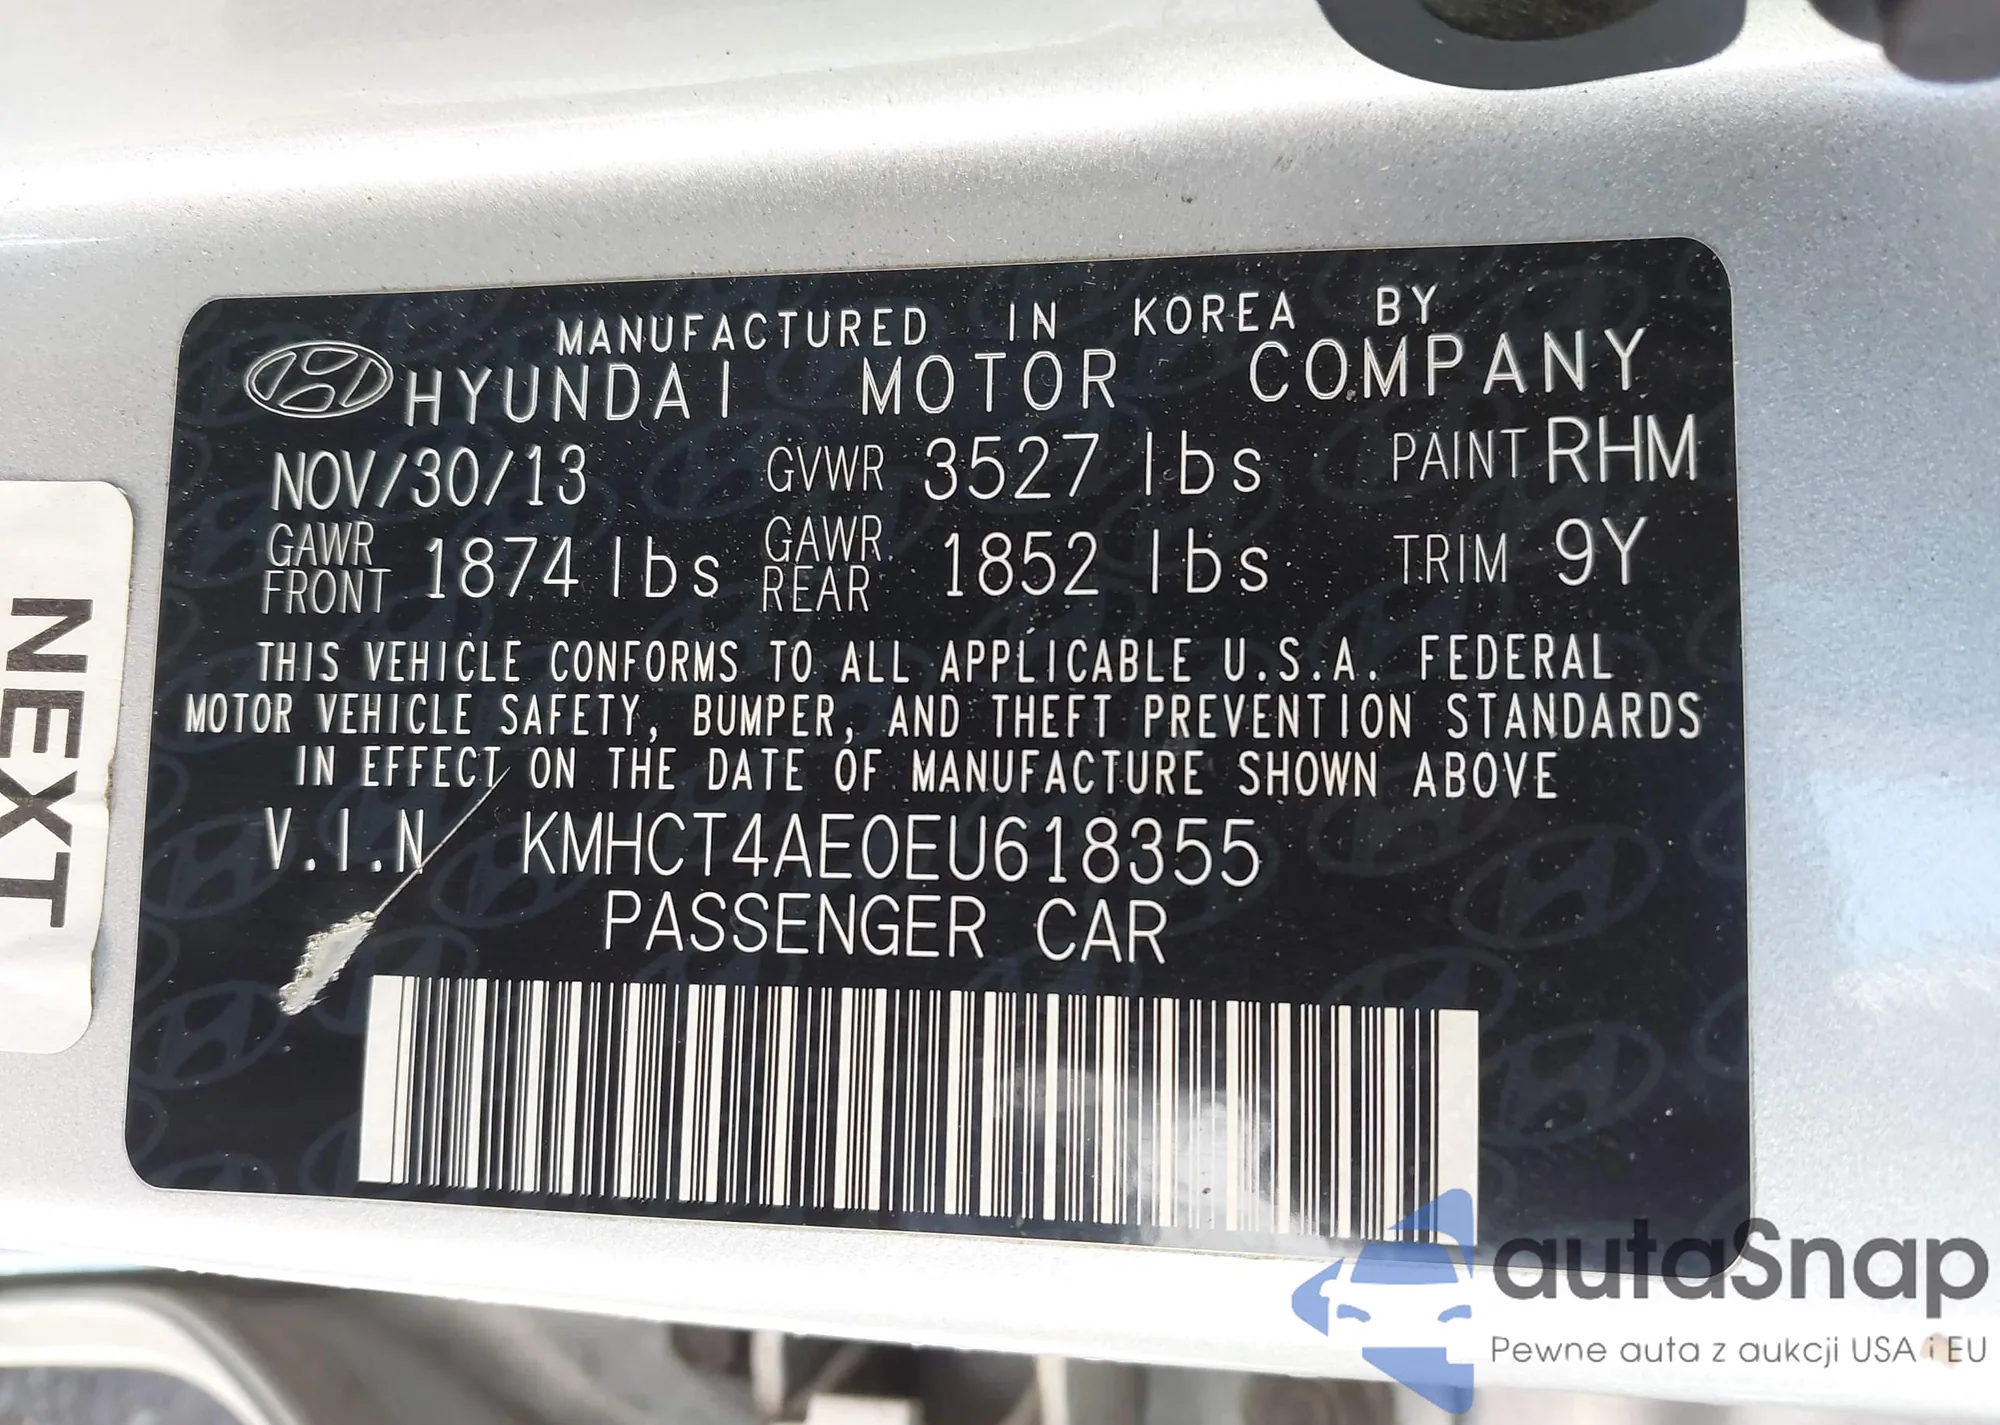 MANUFACTURED IN KOREA BY
HYUNDAI MOTOR COMPANY
NOV/30/13 GVWR 3527 lbs PAINT RHM
GAWR FRONT 1874 lbs GAWR REAR 1852 lbs TRIM 9Y
THIS VEHICLE CONFORMS TO ALL APPLICABLE U.S.A. FEDERAL
MOTOR VEHICLE SAFETY, BUMPER, AND THEFT PREVENTION STANDARDS
IN EFFECT ON THE DATE OF MANUFACTURE SHOWN ABOVE
V.I.N KMHCT4AE0EU618355
PASSENGER CAR
NEXT
autaSnap
Pewne auta z aukcji USA i EU